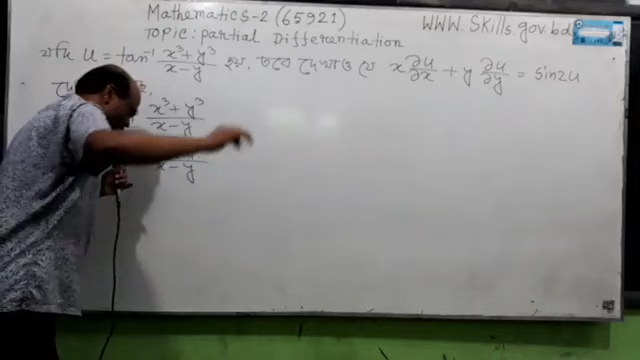 Mathematics-2 (65921)
www.skills.gov.bd
Topic: partial Differentiation
যদি u = tan⁻¹ (x³+y³)/(x-y) হয়, তবে দেখাও যে x ∂u/∂x + y ∂u/∂y = sin2u
(x³+y³)/(x-y)
x-y